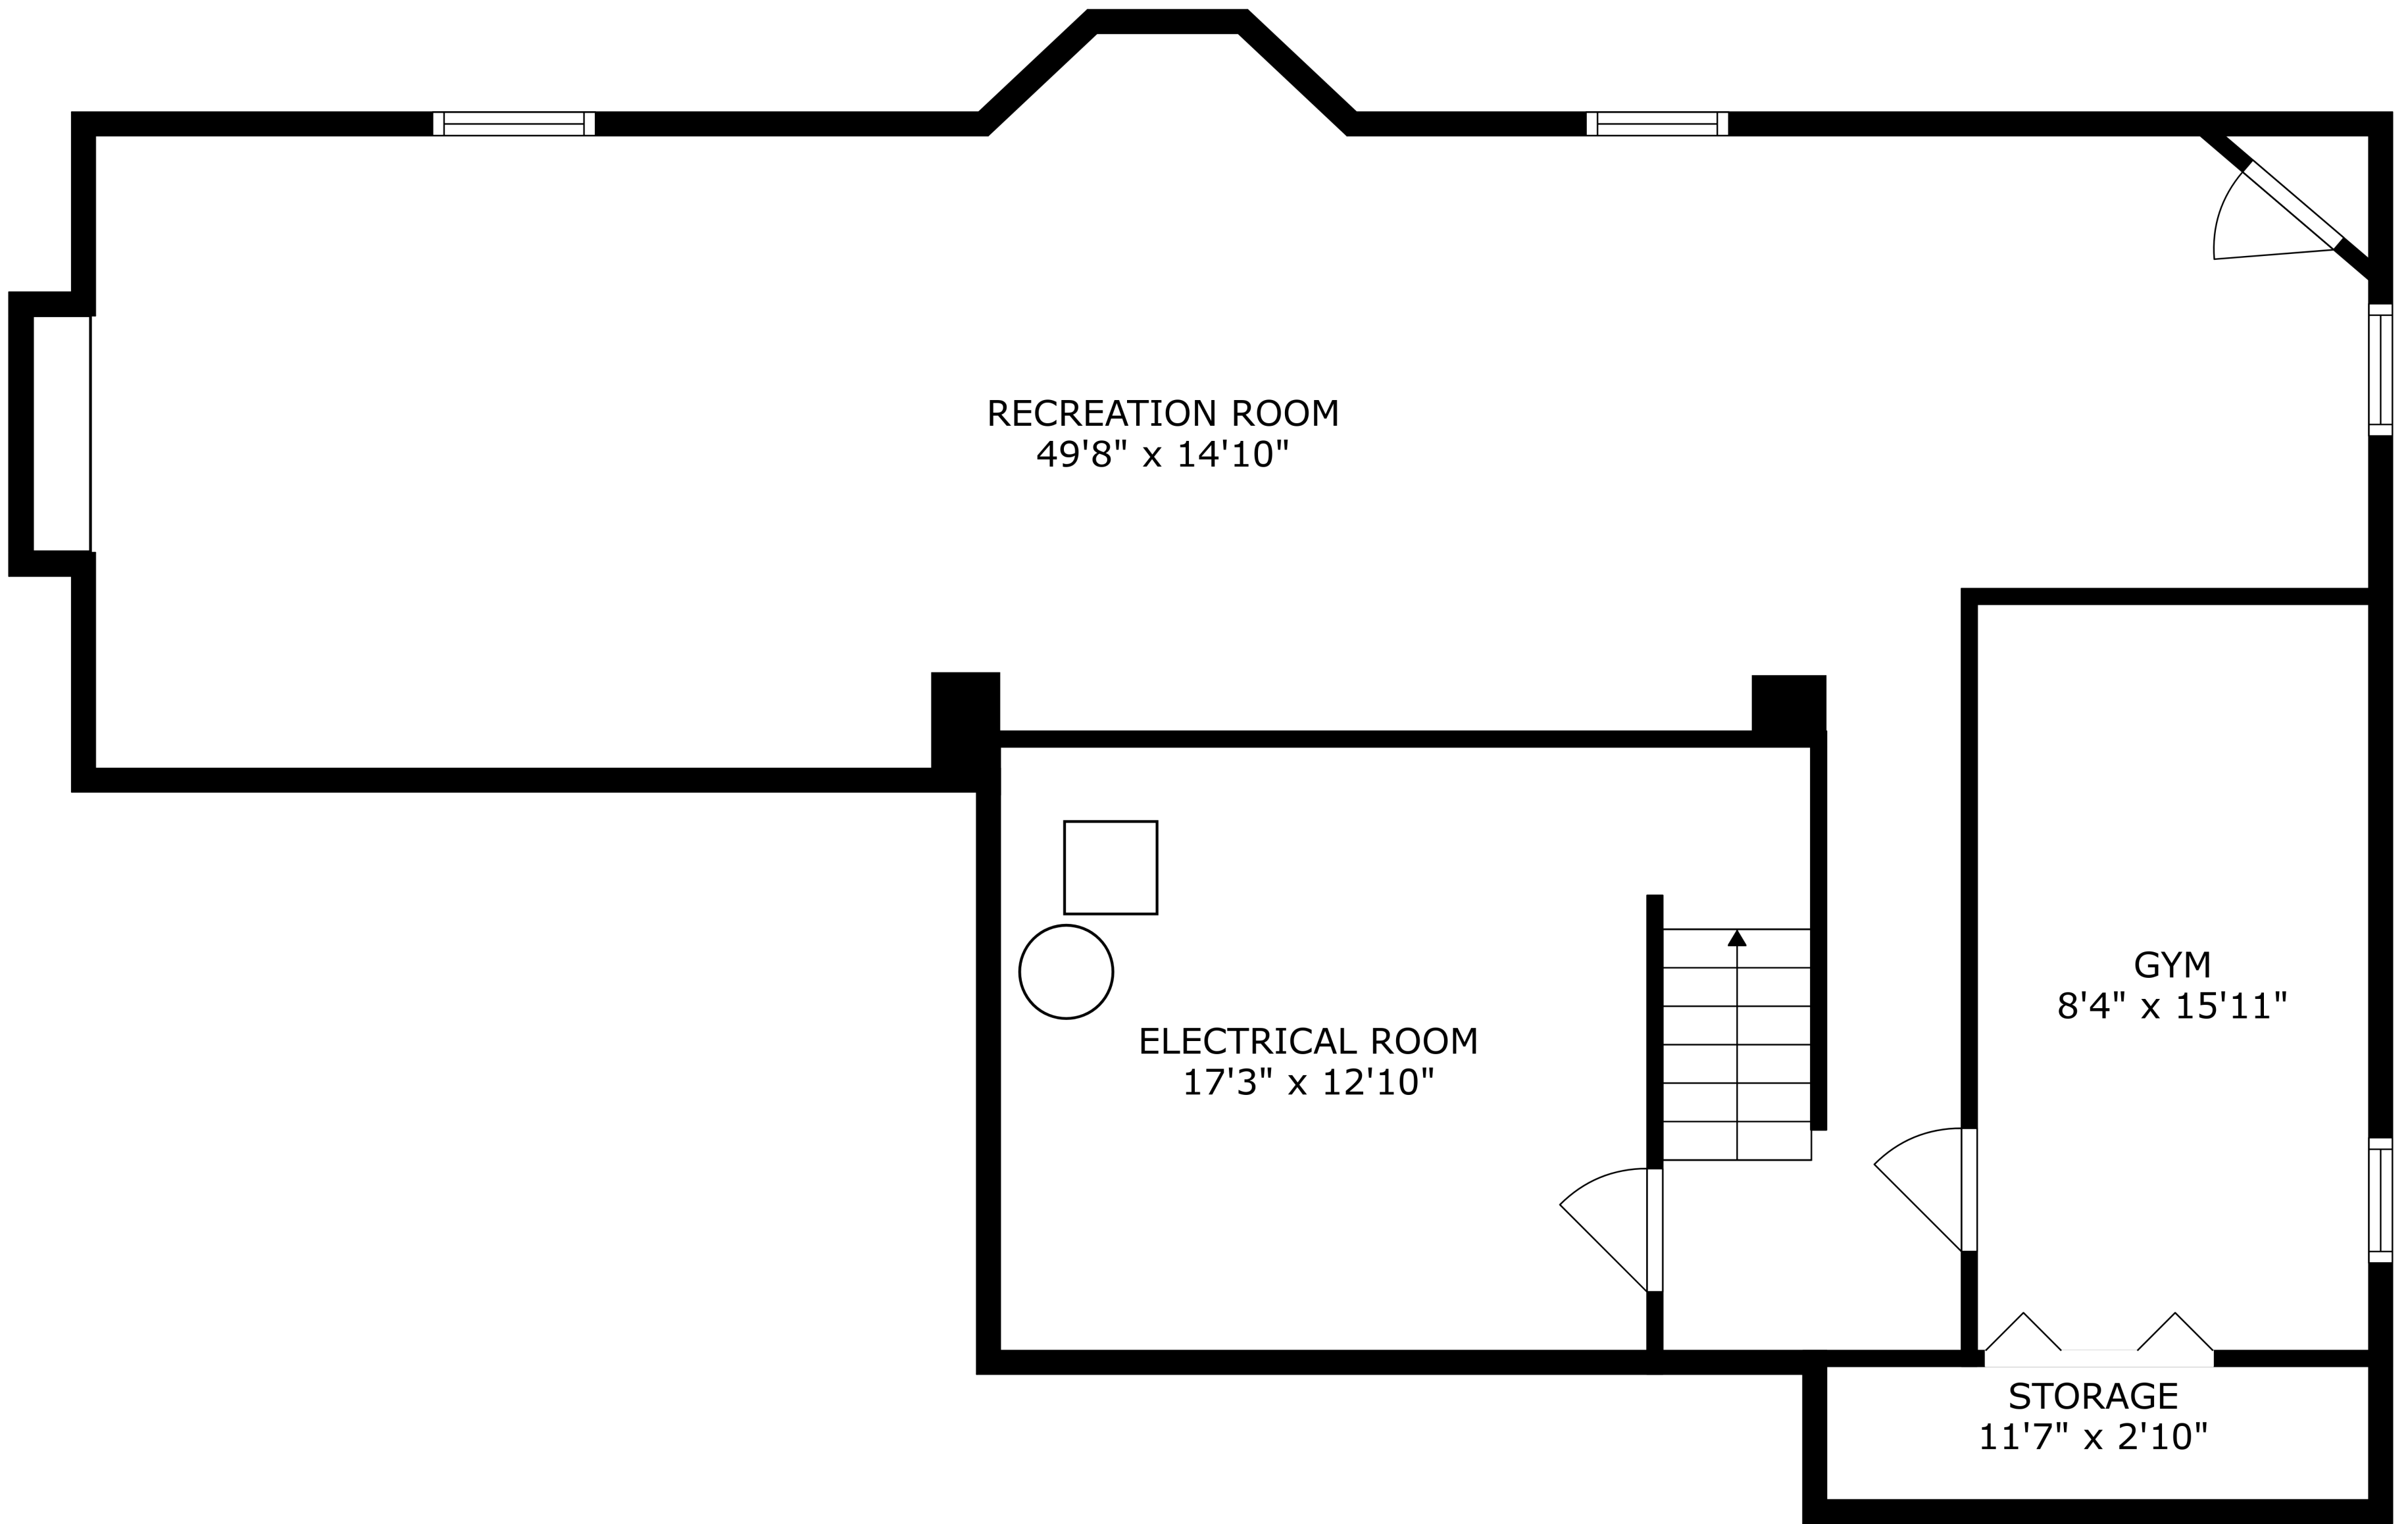 RECREATION ROOM
49'8" x 14'10"
GYM
8'4" x 15'11"
ELECTRICAL ROOM
17'3" x 12'10"
STORAGE
11'7" x 2'10"